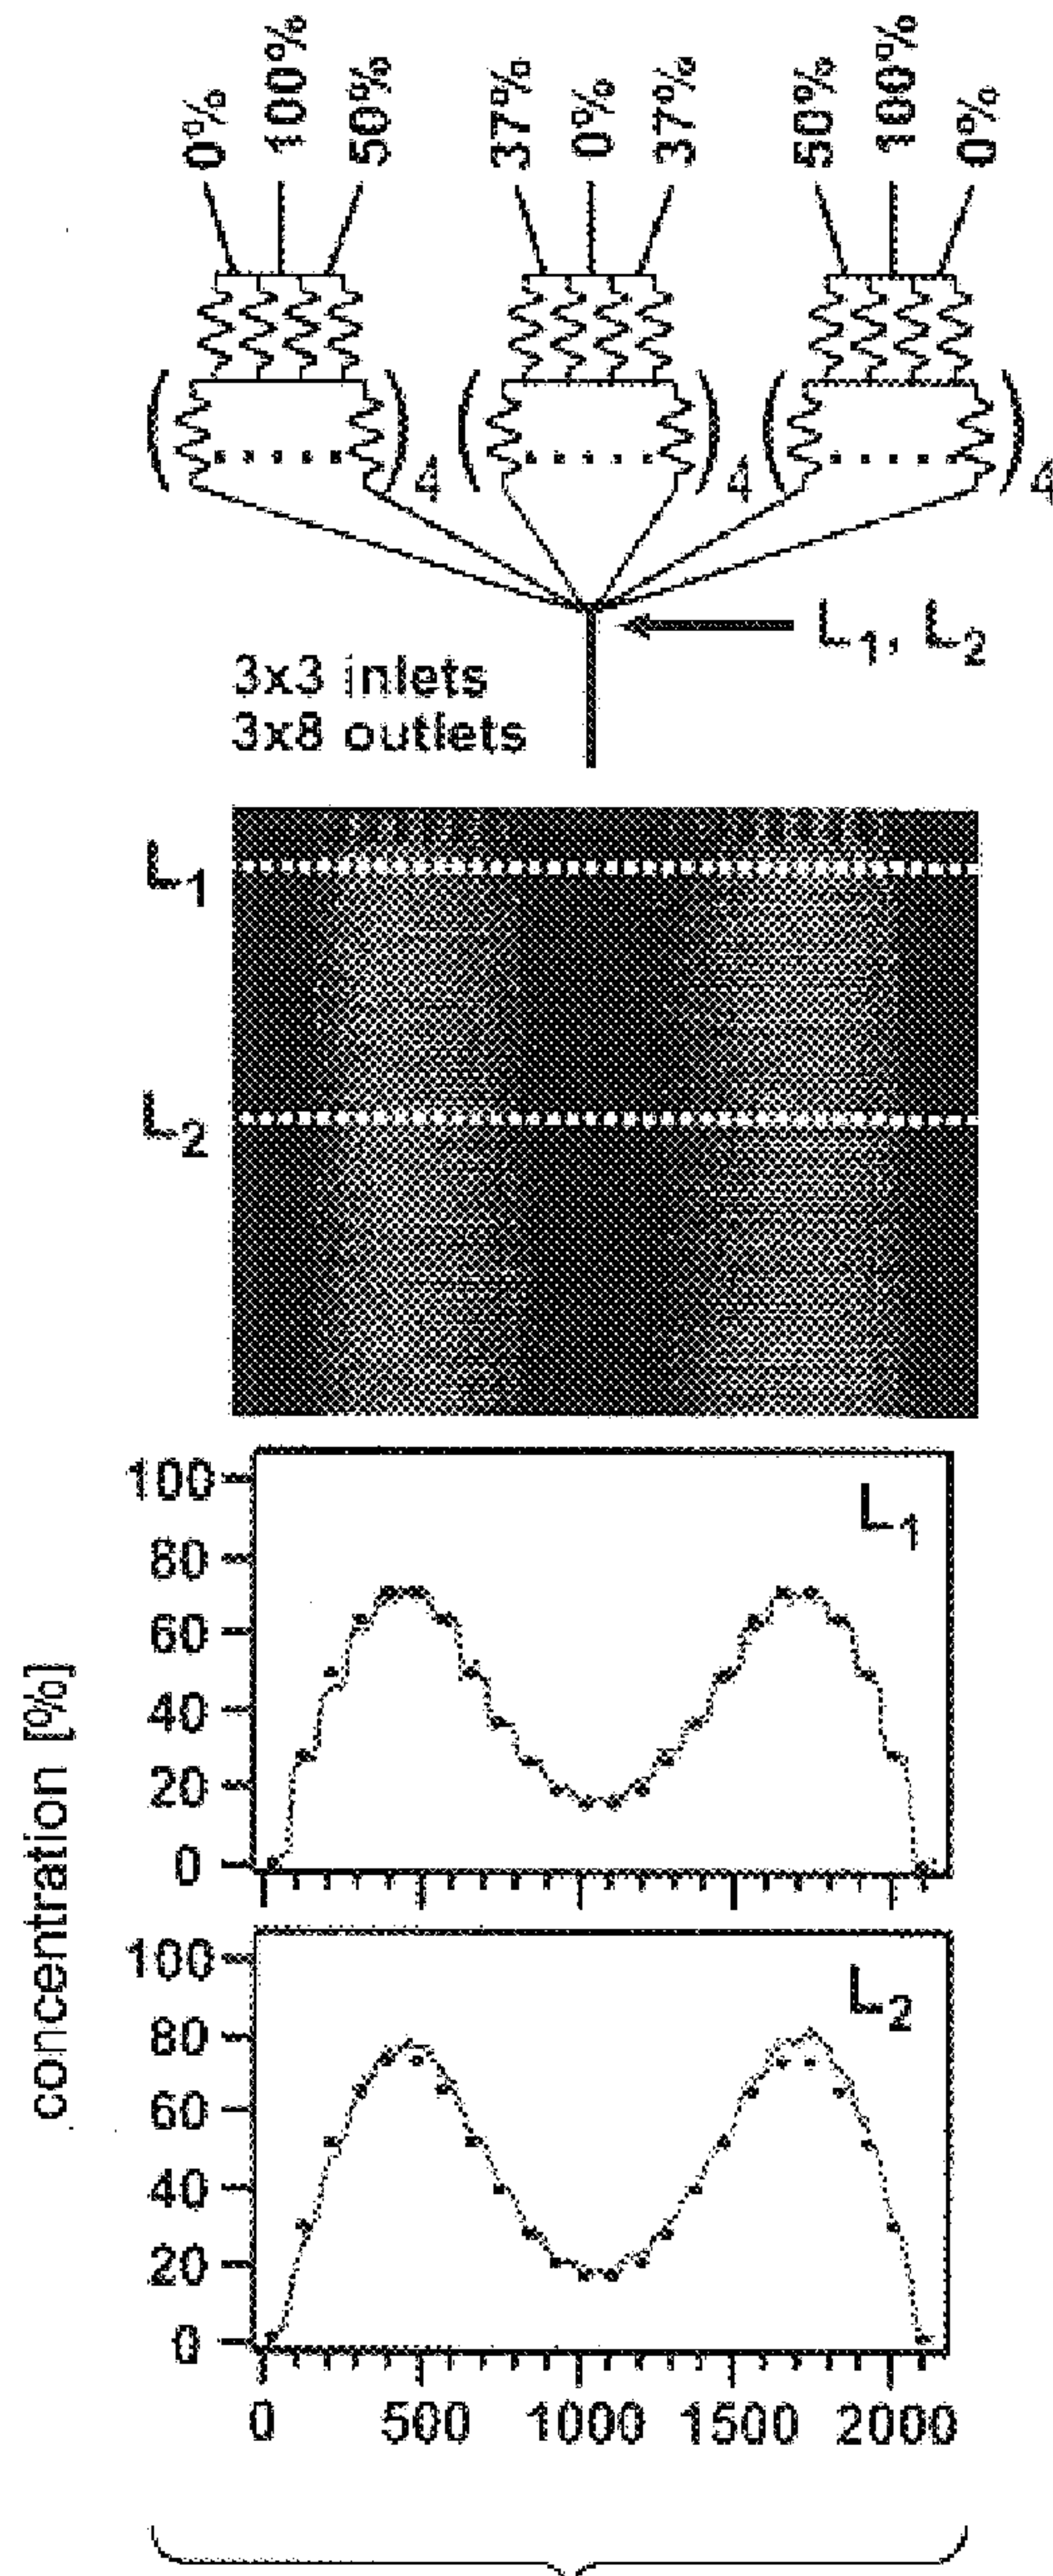 0% 100% 50% 37% 0% 37% 50% 100% 0%
4 4 4
L1, L2
3x3 inlets
3x8 outlets
L1
L2
concentration [%]
100
80
60
40
20
0
L1
100
80
60
40
20
0
L2
0 500 1000 1500 2000